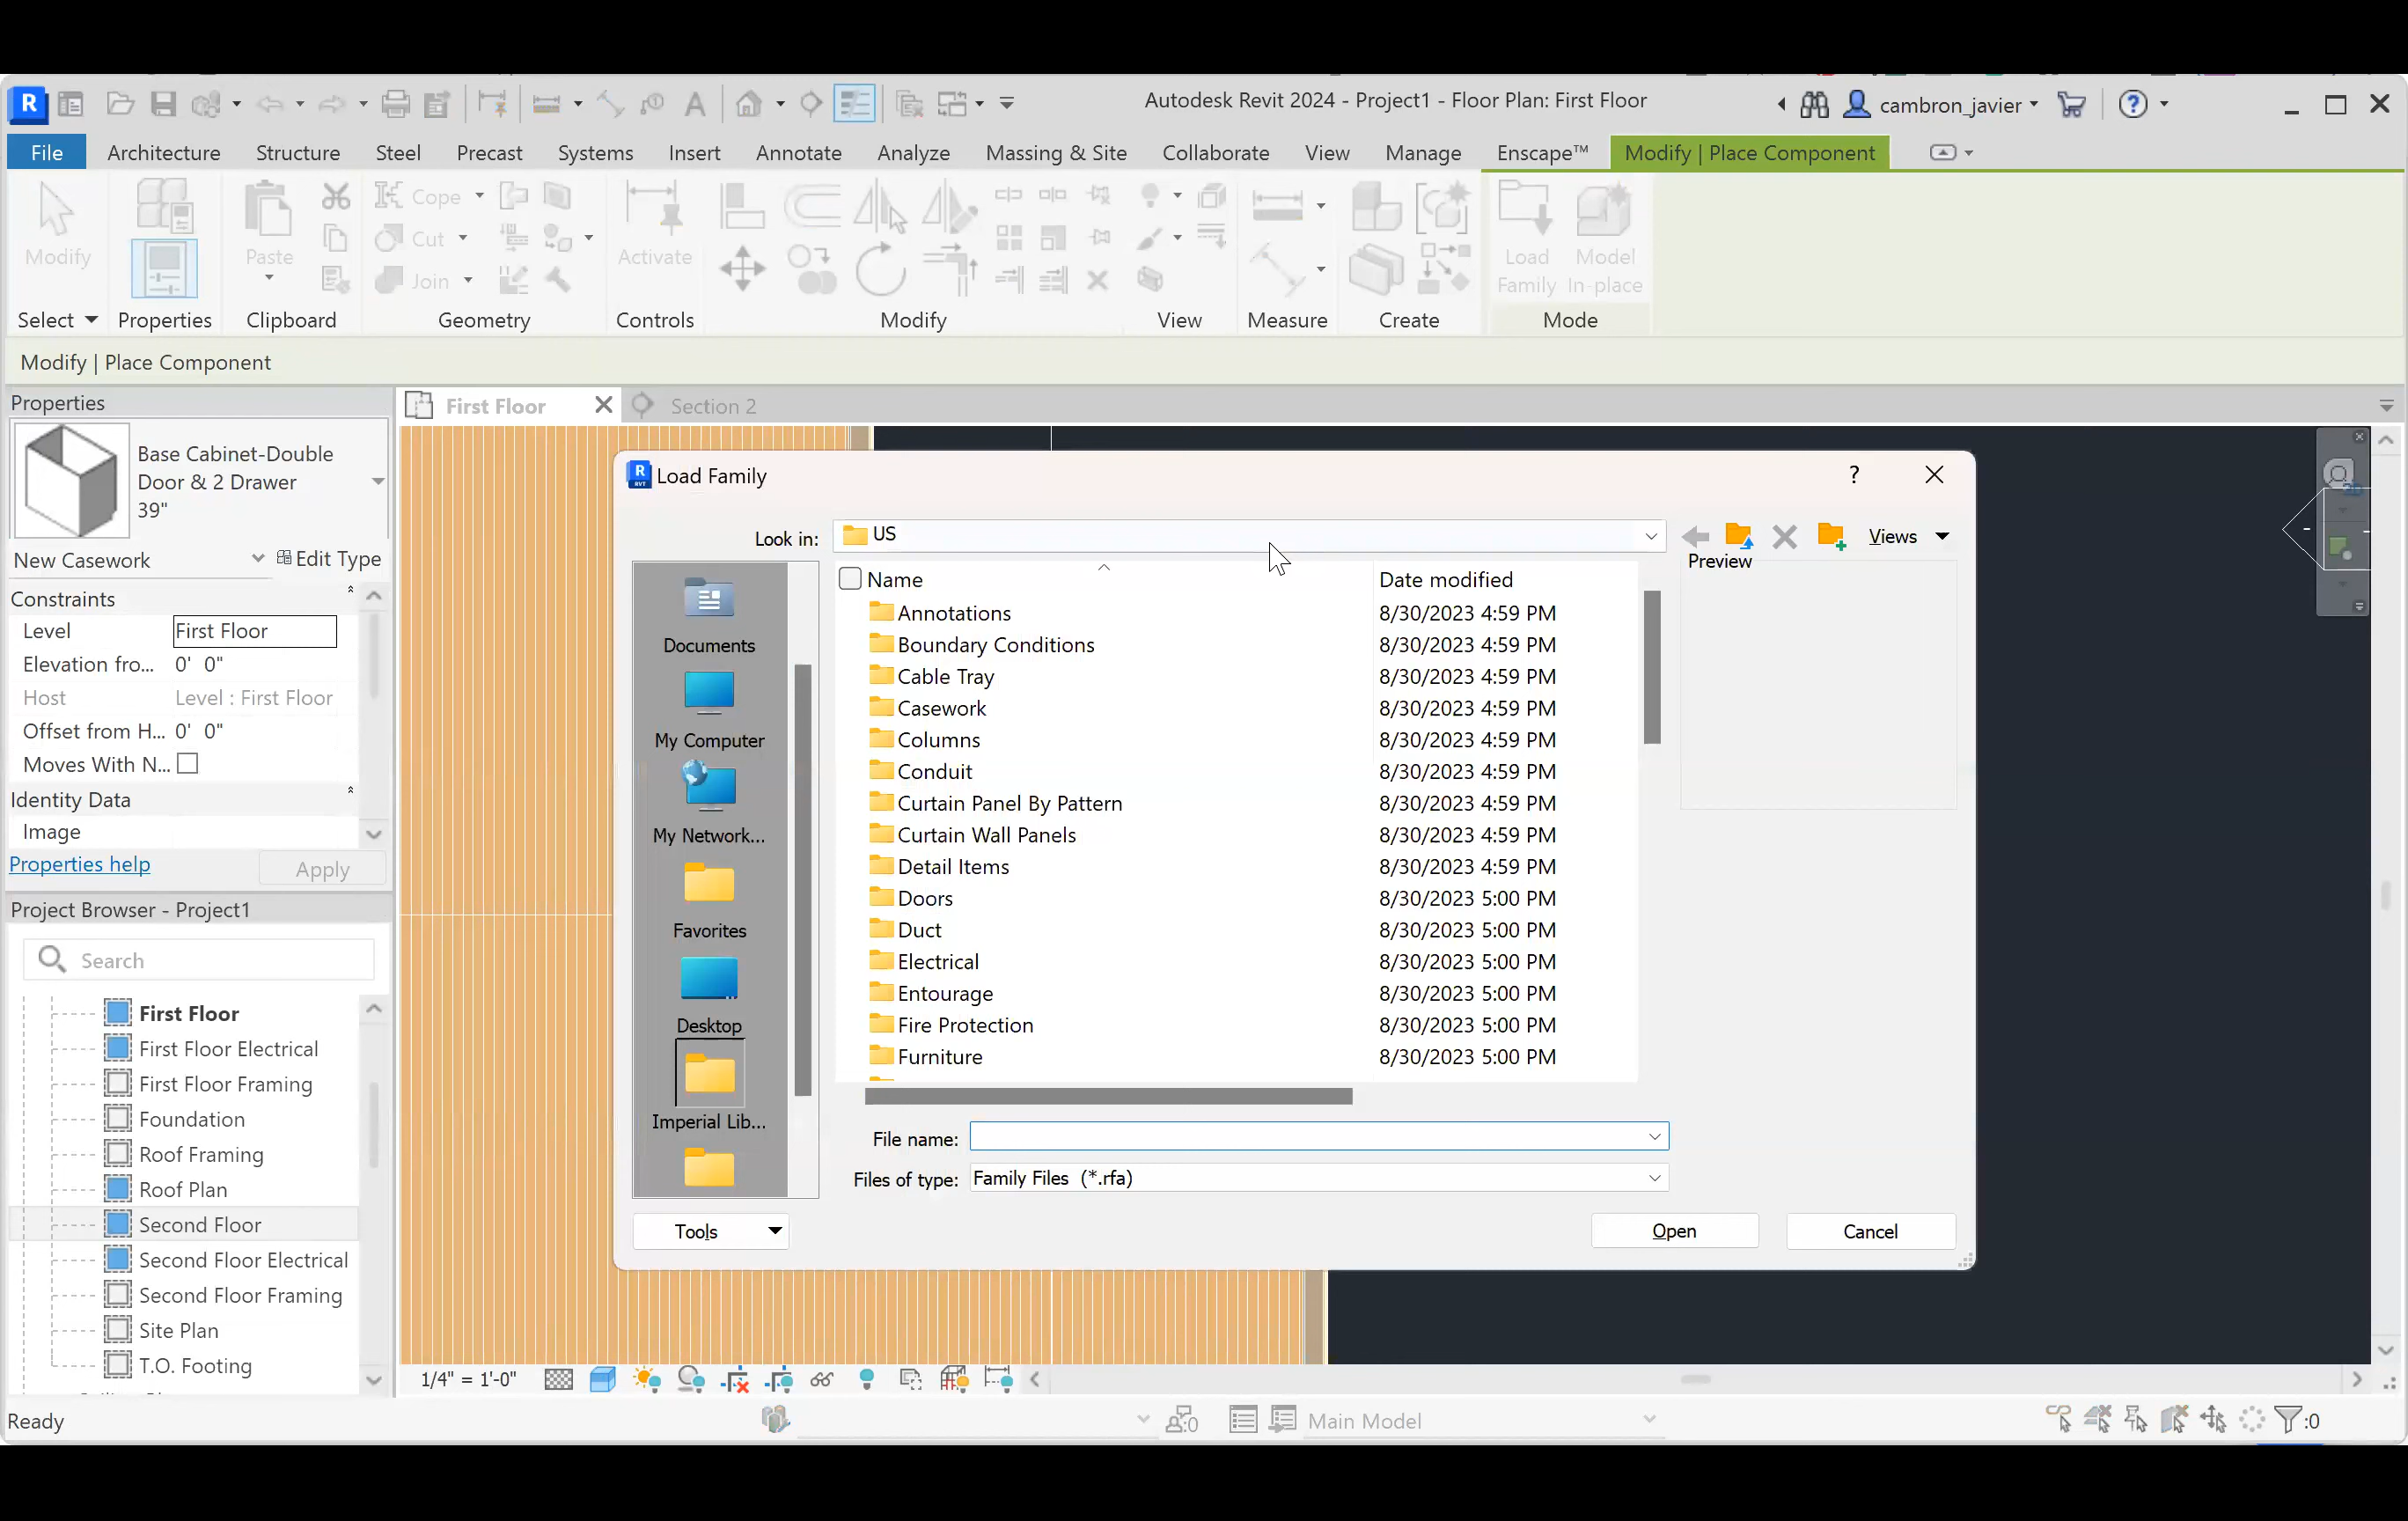 Autodesk Revit 2024 - Project1 - Floor Plan: First Floor
cambron_javier
File Architecture Structure Steel Precast Systems Insert Annotate Analyze Massing & Site Collaborate View Manage Enscape™ Modify | Place Component
Modify
Cope
Cut
Join
Paste
Activate
Load
Family
Model
In-place
Select Properties Clipboard Geometry Controls Modify View Measure Create Mode
Modify | Place Component
Properties
Base Cabinet-Double
Door & 2 Drawer
39"
New Casework
Edit Type
Constraints
Level First Floor
Elevation fro... 0' 0"
Host Level : First Floor
Offset from H... 0' 0"
Moves With N...
Identity Data
Image
Properties help
Apply
Project Browser - Project1
Search
First Floor
First Floor Electrical
First Floor Framing
Foundation
Roof Framing
Roof Plan
Second Floor
Second Floor Electrical
Second Floor Framing
Site Plan
T.O. Footing
First Floor
Section 2
Load Family
Look in: US
Views
Preview
Documents
My Computer
My Network...
Favorites
Desktop
Imperial Lib...
Name Date modified
Annotations 8/30/2023 4:59 PM
Boundary Conditions 8/30/2023 4:59 PM
Cable Tray 8/30/2023 4:59 PM
Casework 8/30/2023 4:59 PM
Columns 8/30/2023 4:59 PM
Conduit 8/30/2023 4:59 PM
Curtain Panel By Pattern 8/30/2023 4:59 PM
Curtain Wall Panels 8/30/2023 4:59 PM
Detail Items 8/30/2023 4:59 PM
Doors 8/30/2023 5:00 PM
Duct 8/30/2023 5:00 PM
Electrical 8/30/2023 5:00 PM
Entourage 8/30/2023 5:00 PM
Fire Protection 8/30/2023 5:00 PM
Furniture 8/30/2023 5:00 PM
File name:
Files of type: Family Files (*.rfa)
Tools
Open
Cancel
1/4" = 1'-0"
Ready
:0
Main Model
:0